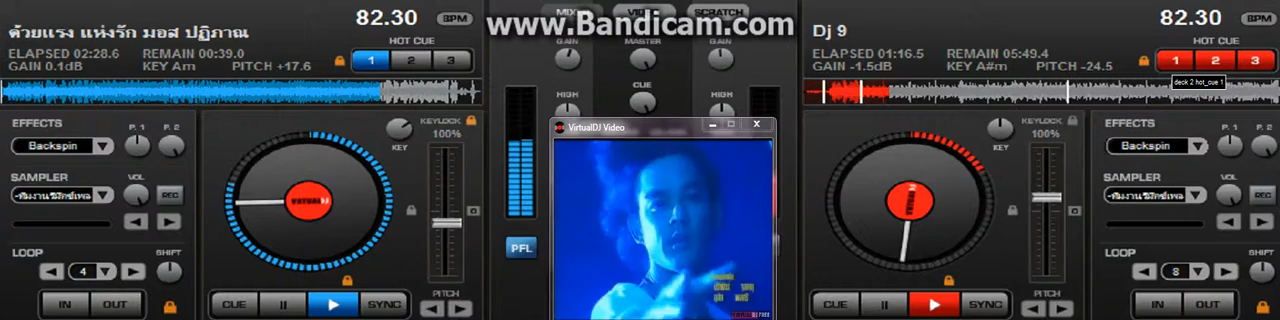 82.30 BPM
ด้วยแรง แห่งรัก มอส ปฏิภาณ
HOT CUE
ELAPSED 02:28.6 REMAIN 00:39.0
1 2 3
GAIN 0.1dB KEY Am PITCH +17.6
MIXER VIDEO SCRATCH
www.Bandicam.com
GAIN MASTER GAIN
CUE
HIGH HIGH
82.30 BPM
Dj 9
HOT CUE
ELAPSED 01:16.5 REMAIN 05:49.4
1 2 3
GAIN -1.5dB KEY A#m PITCH -24.5
deck 2 hot_cue 1
EFFECTS P. 1 P. 2
Backspin
SAMPLER VOL
REC
LOOP SHIFT
4
IN OUT
KEYLOCK
100%
KEY
VIRTUALDJ
CUE SYNC
PITCH
PFL
VirtualDJ Video
KEYLOCK
100%
KEY
VIRTUALDJ
CUE SYNC
PITCH
EFFECTS P. 1 P. 2
Backspin
SAMPLER VOL
REC
LOOP SHIFT
8
IN OUT